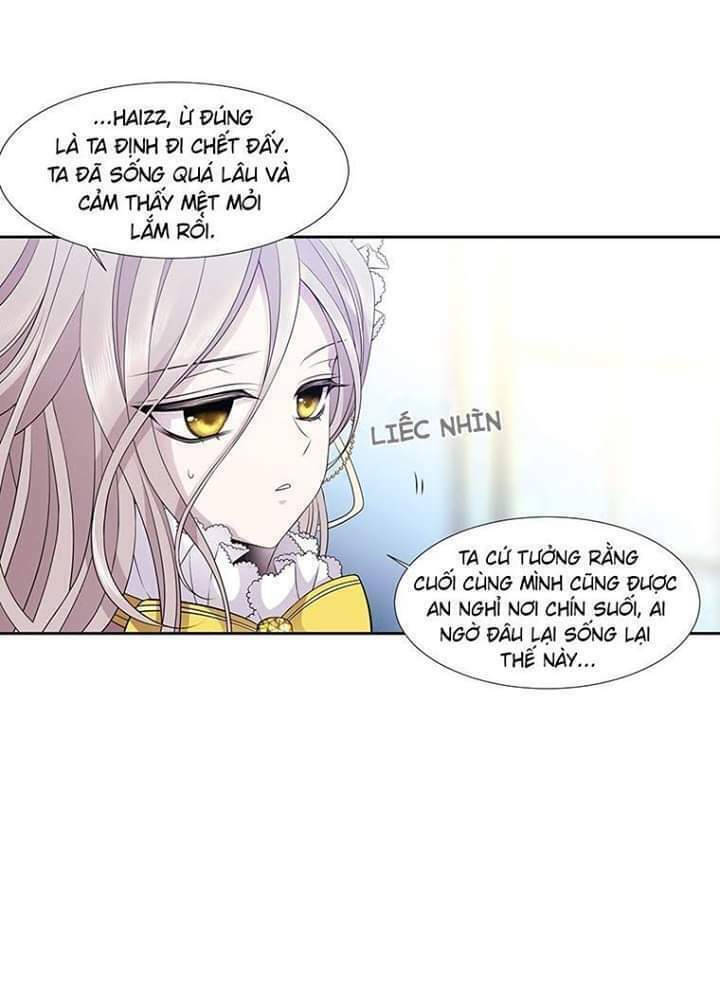 ...HAIZZ, Ừ ĐÚNG
LÀ TA ĐỊNH ĐI CHẾT ĐẤY.
TA ĐÃ SỐNG QUÁ LÂU VÀ
CẢM THẤY MỆT MỎI
LẮM RỒI.
LIẾC NHÌN
TA CỨ TƯỞNG RẰNG
CUỐI CÙNG MÌNH CŨNG ĐƯỢC
AN NGHỈ NƠI CHÍN SUỐI, AI
NGỜ ĐÂU LẠI SỐNG LẠI
THẾ NÀY...